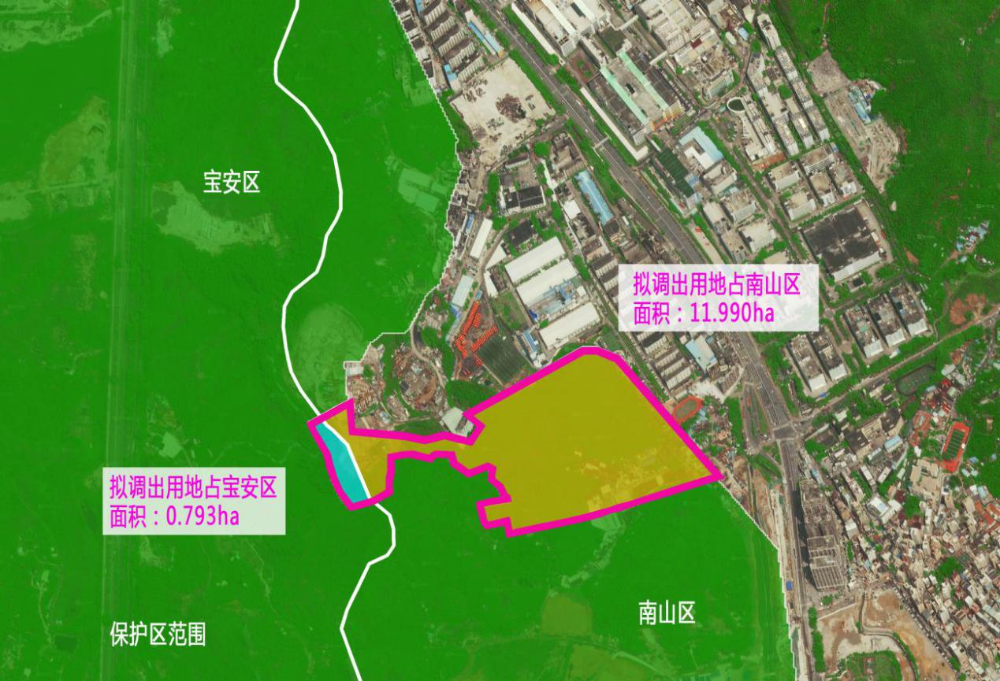 宝安区
拟调出用地占南山区
面积：11.990ha
拟调出用地占宝安区
面积：0.793ha
南山区
保护区范围